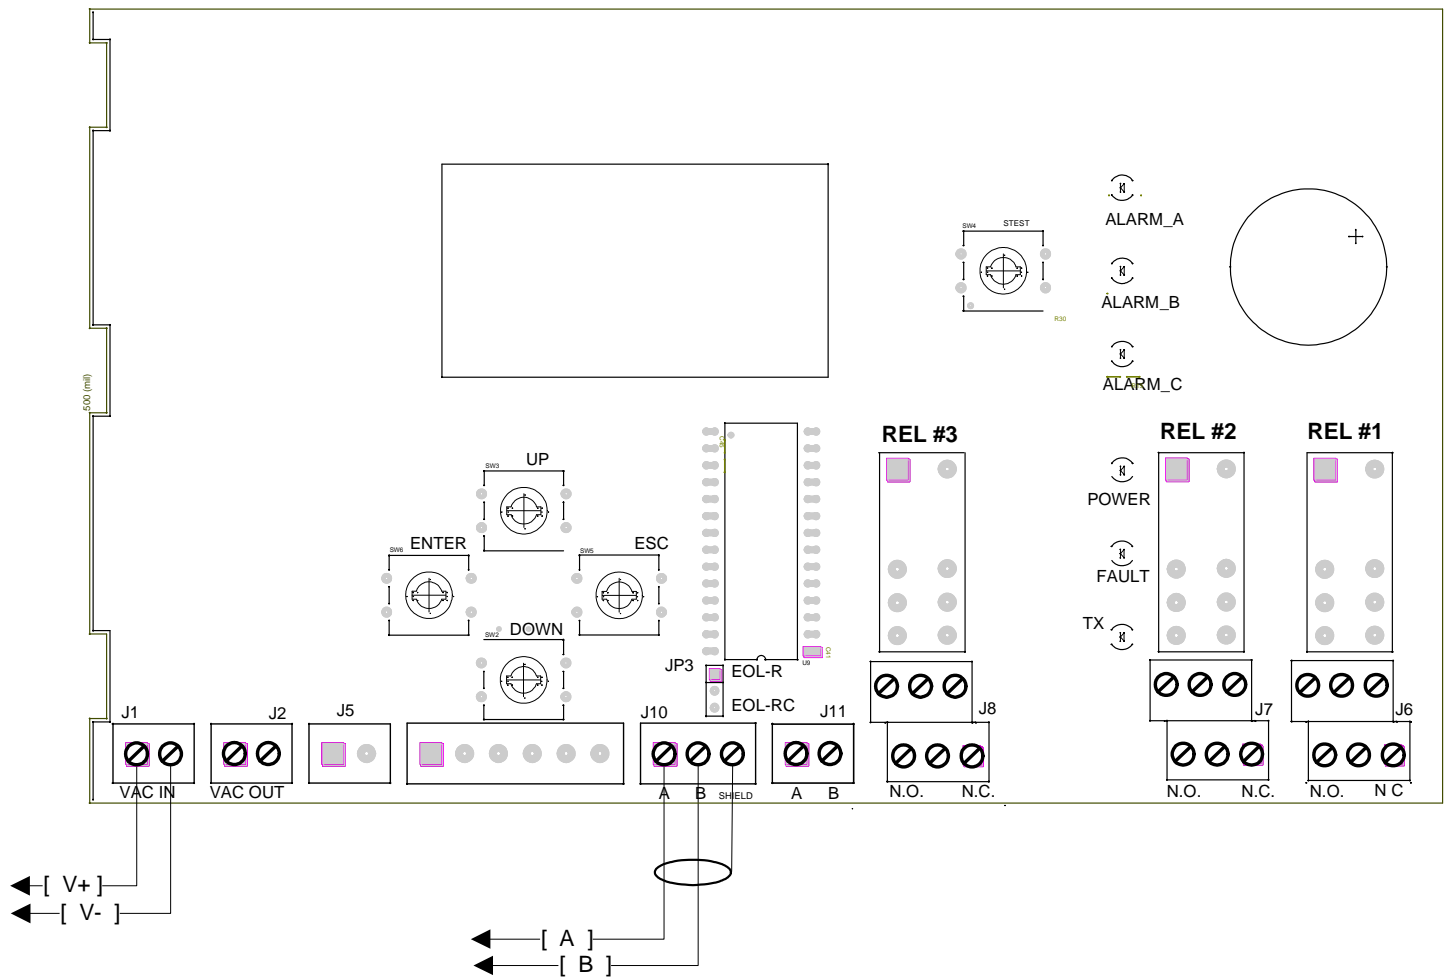 SW4
STEST
R30
ALARM_A
ALARM_B
ALARM_C
500 (mil)
REL #3
REL #2
REL #1
SW3
UP
SW6
ENTER
SW5
ESC
SW2
DOWN
POWER
FAULT
TX
C41
U9
JP3
EOL-R
EOL-RC
J1
J2
J5
J10
J11
J8
J7
J6
VAC IN
VAC OUT
A
B
SHIELD
A
B
N.O.
N.C.
N.O.
N.C.
N.O.
N C
[ V+ ]
[ V- ]
[ A ]
[ B ]